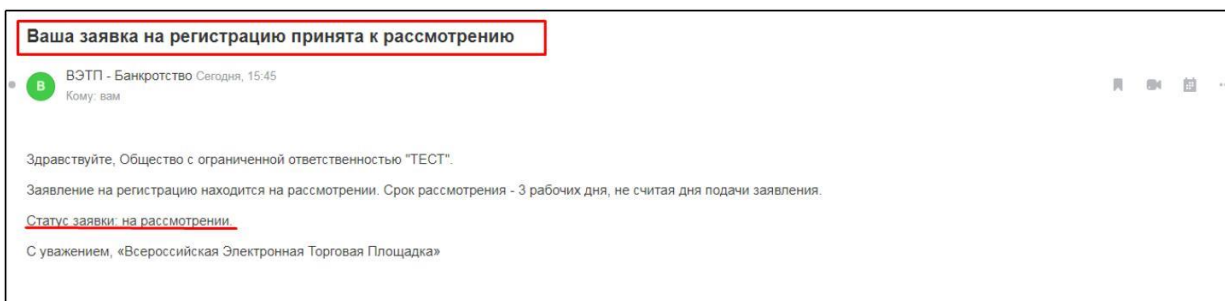 Ваша заявка на регистрацию принята к рассмотрению
В
ВЭТП - Банкротство Сегодня, 15:45
Кому: вам
Здравствуйте, Общество с ограниченной ответственностью "ТЕСТ".
Заявление на регистрацию находится на рассмотрении. Срок рассмотрения - 3 рабочих дня, не считая дня подачи заявления.
Статус заявки: на рассмотрении.
С уважением, «Всероссийская Электронная Торговая Площадка»